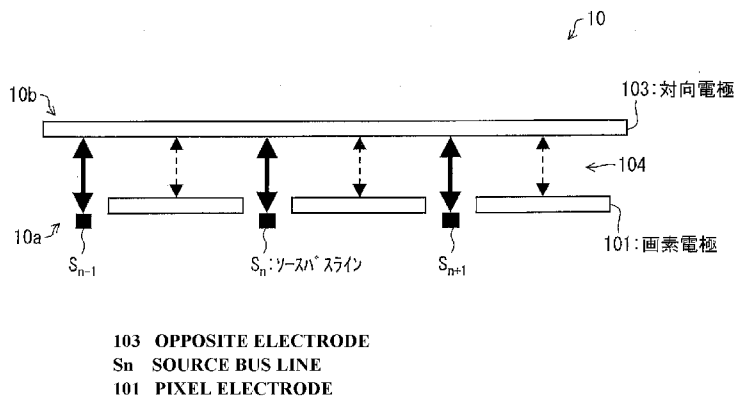 10
10b
103:対向電極
104
10a
101:画素電極
Sn-1
Sn:ソースバスライン
Sn+1
103 OPPOSITE ELECTRODE
Sn SOURCE BUS LINE
101 PIXEL ELECTRODE